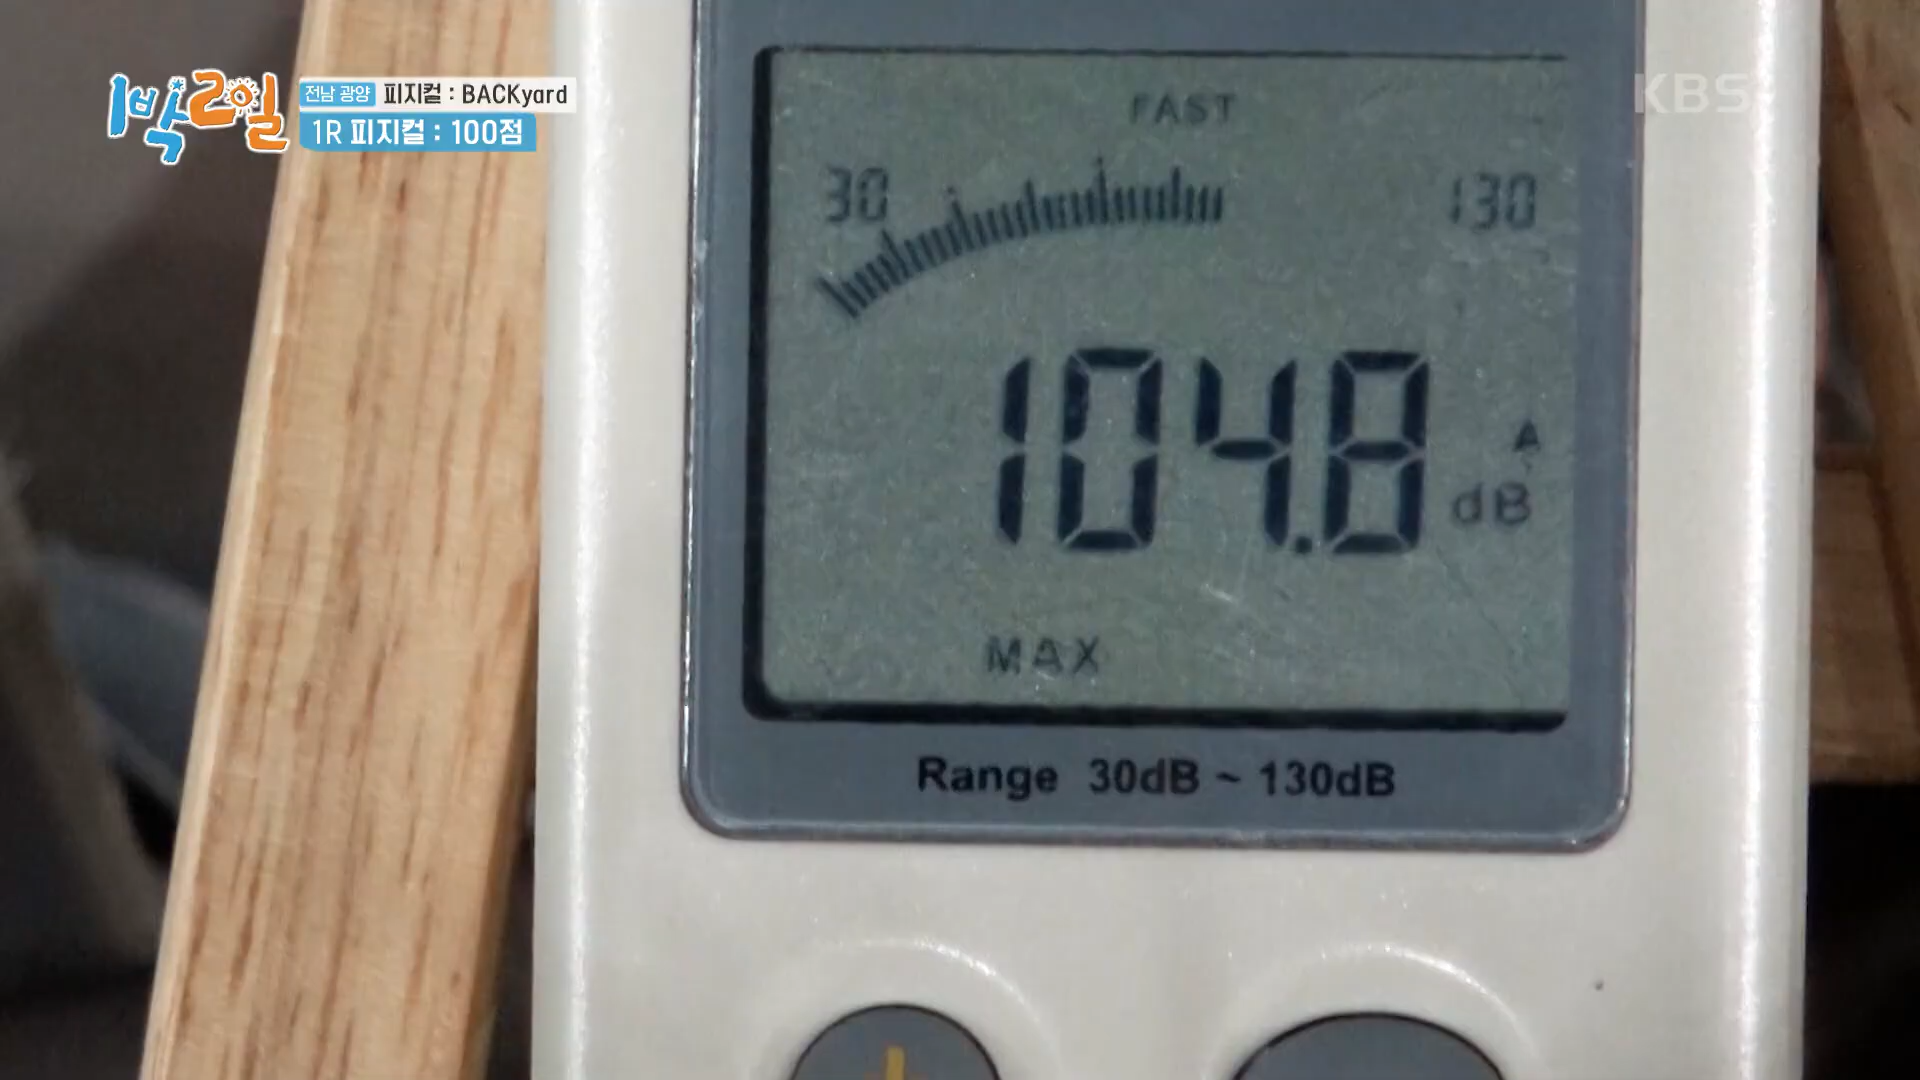 1박2일
전남 광양 피지컬 : BACKyard
1R 피지컬 : 100점
KBS
FAST
30 130
104.8
A
dB
MAX
Range 30dB ~ 130dB